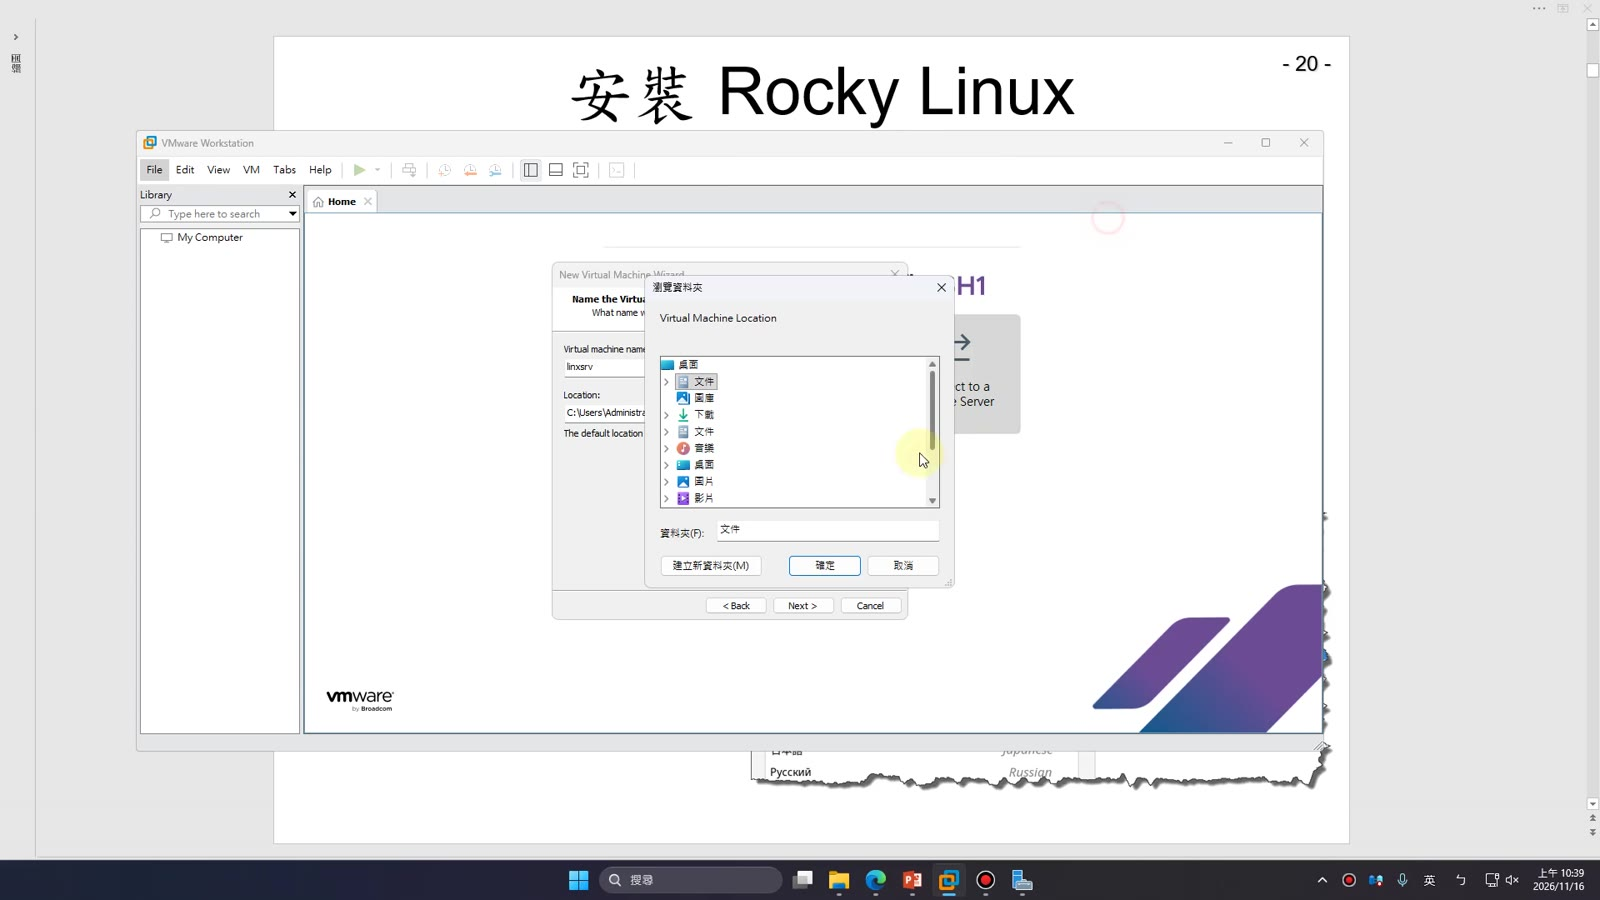 - 20 -
安裝 Rocky Linux
VMware Workstation
File Edit View VM Tabs Help
Library
Type here to search
My Computer
Home
H1
New Virtual Machine Wizard
Name the Virtu
What name w
Virtual machine name
linxsrv
Location:
C:\Users\Administra
The default location
瀏覽資料夾
Virtual Machine Location
桌面
文件
圖庫
下載
文件
音樂
桌面
圖片
影片
資料夾(F): 文件
建立新資料夾(M) 確定 取消
< Back Next > Cancel
ct to a
e Server
vmware
by Broadcom
日本語 Japanese
Русский Russian
搜尋
英
上午 10:39
2026/11/16